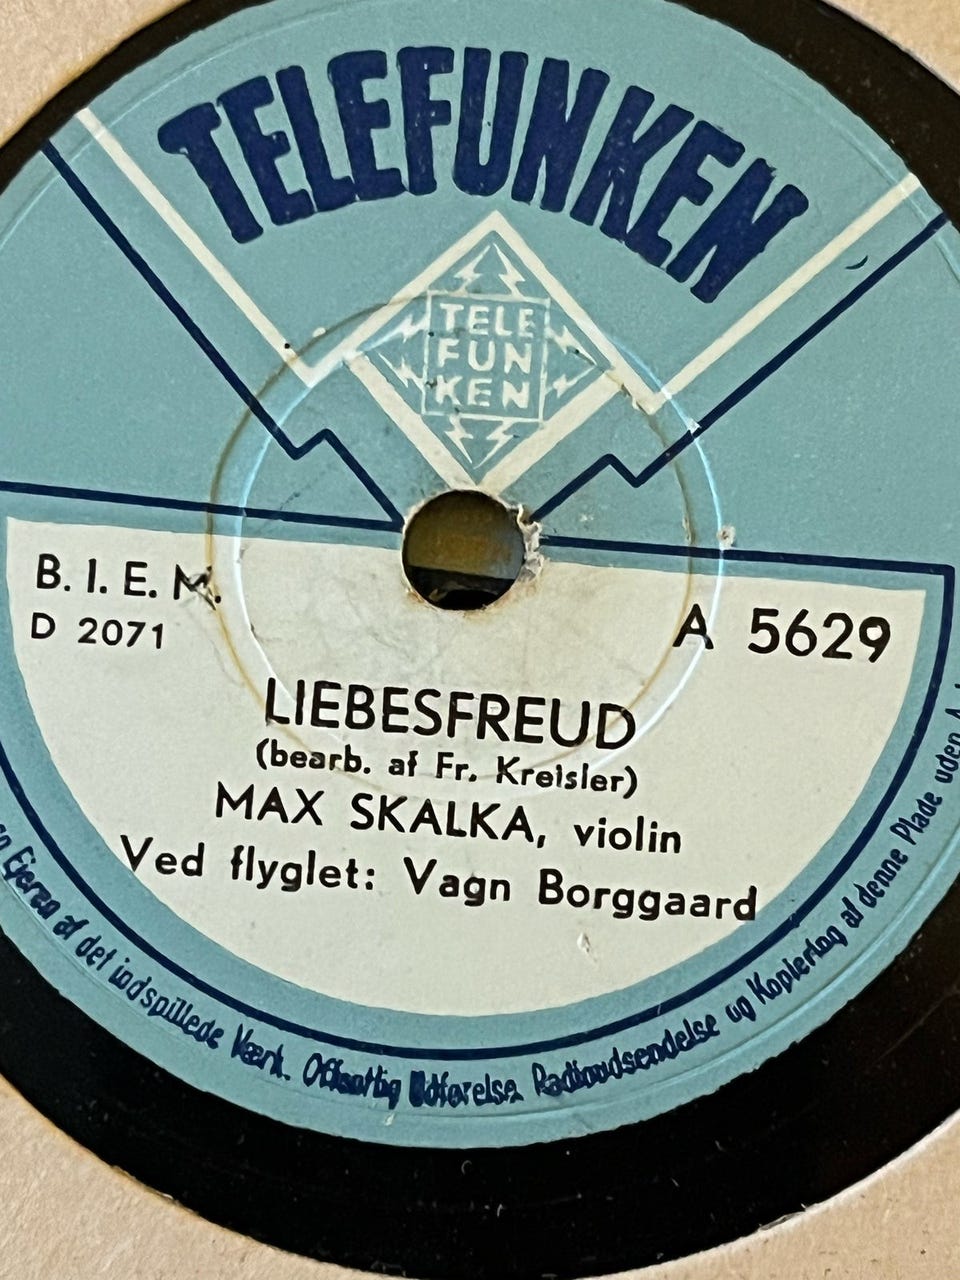 TELEFUNKEN
TELE
FUN
KEN
B. I. E. M.
D 2071
A 5629
LIEBESFREUD
(bearb. af Fr. Kreisler)
MAX SKALKA, violin
Ved flyglet: Vagn Borggaard
Ejeren af det indspillede Værk. Offentlig Udførelse Radioudsendelse og Kopiering af denne Plade uden